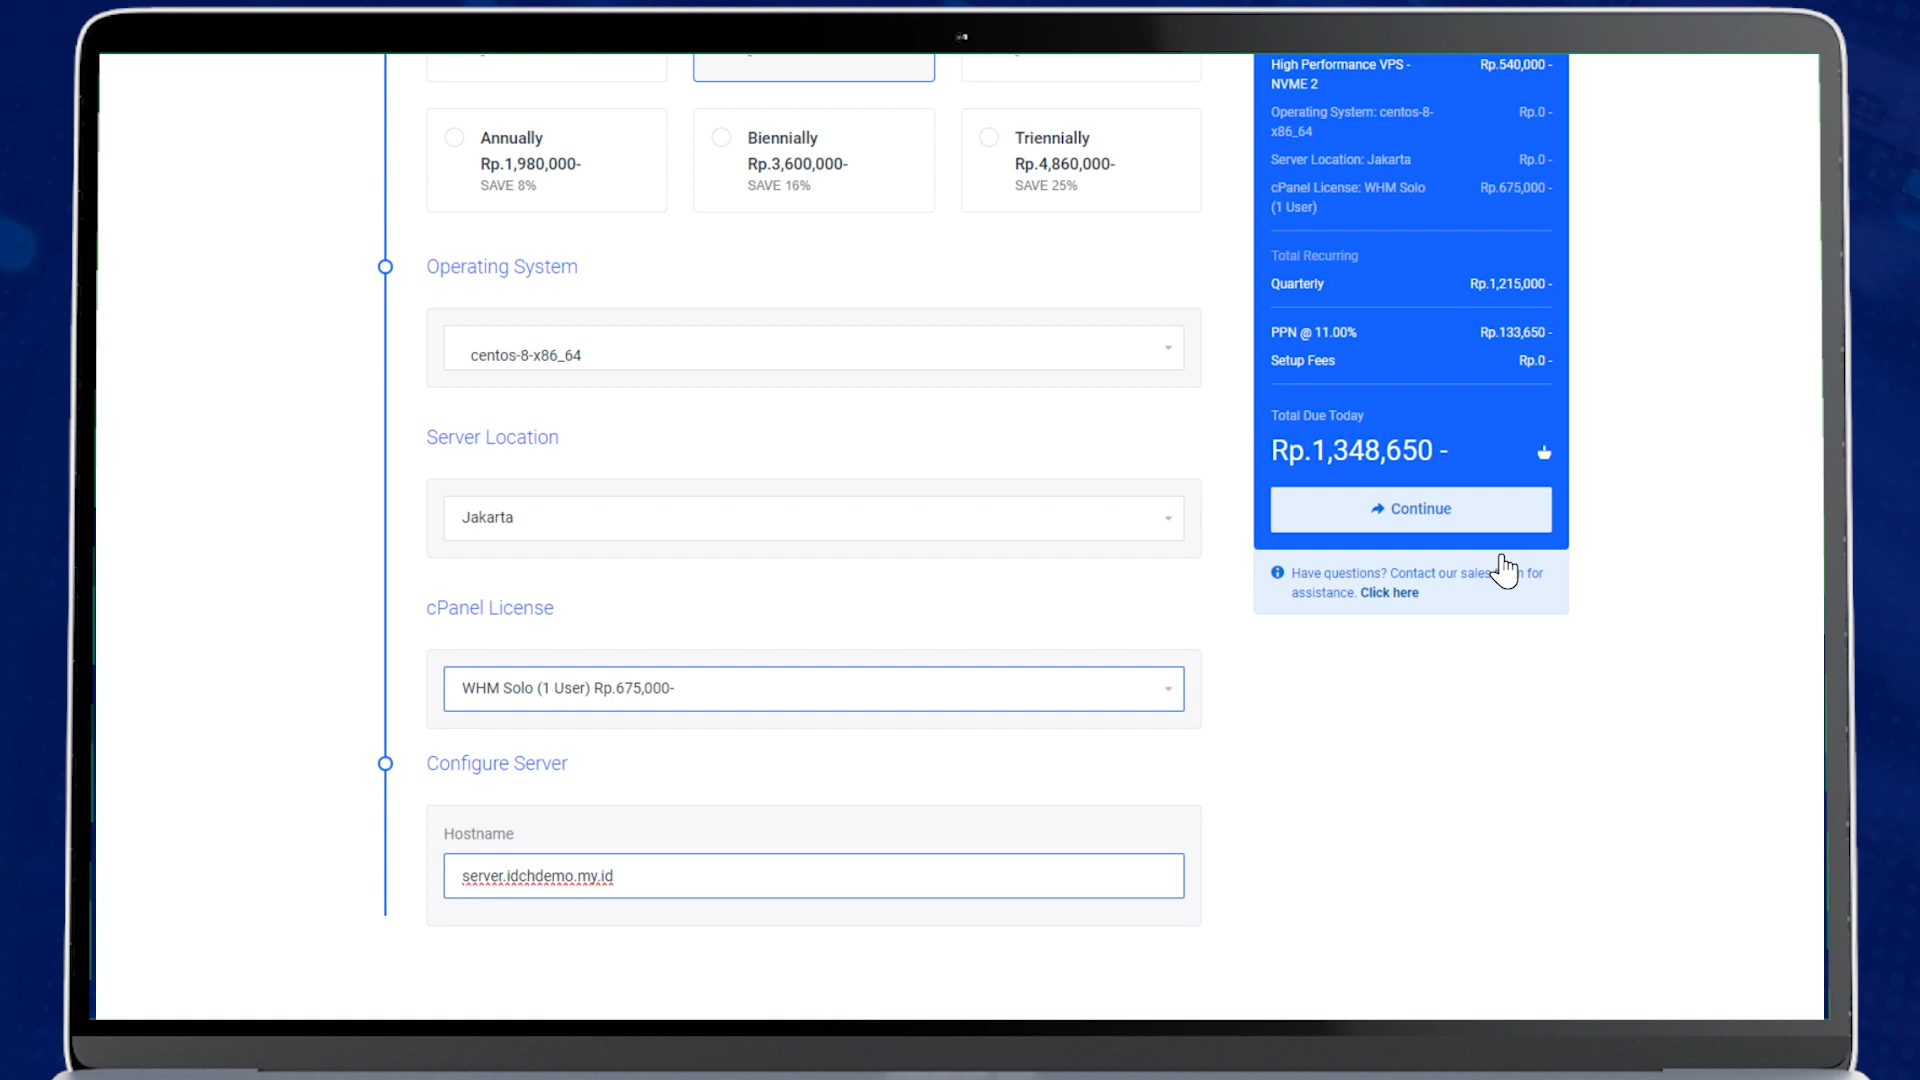 Annually
Rp.1,980,000-
SAVE 8%
Biennially
Rp.3,600,000-
SAVE 16%
Triennially
Rp.4,860,000-
SAVE 25%
Operating System
centos-8-x86_64
Server Location
Jakarta
cPanel License
WHM Solo (1 User) Rp.675,000-
Configure Server
Hostname
server.idchdemo.my.id
High Performance VPS - Rp.540,000 -
NVME 2
Operating System: centos-8- Rp.0 -
x86_64
Server Location: Jakarta Rp.0 -
cPanel License: WHM Solo Rp.675,000 -
(1 User)
Total Recurring
Quarterly Rp.1,215,000 -
PPN @ 11.00% Rp.133,650 -
Setup Fees Rp.0 -
Total Due Today
Rp.1,348,650 -
Continue
Have questions? Contact our sales for
assistance. Click here